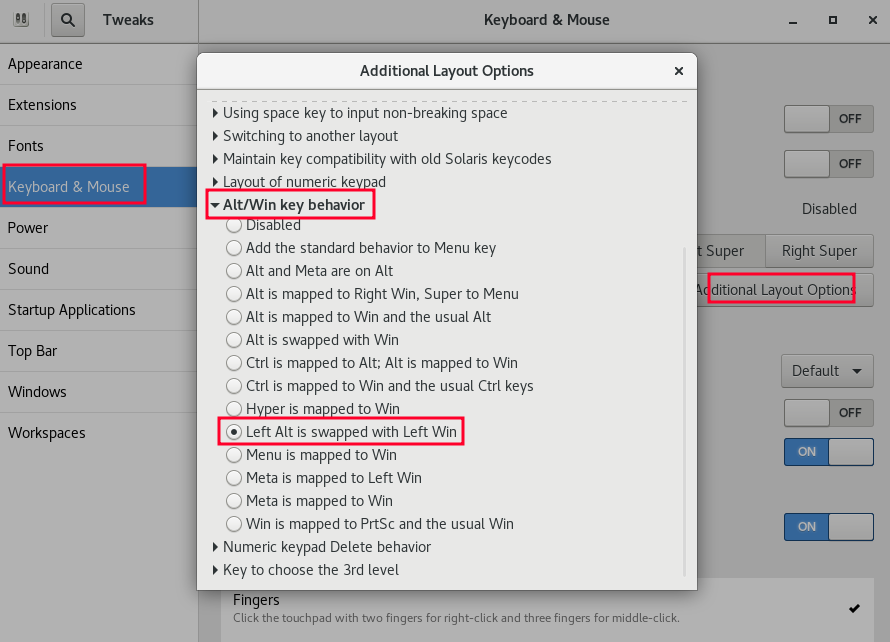 Tweaks
Keyboard & Mouse
Appearance
Extensions
Fonts
Keyboard & Mouse
Power
Sound
Startup Applications
Top Bar
Windows
Workspaces
Additional Layout Options
Using space key to input non-breaking space
Switching to another layout
Maintain key compatibility with old Solaris keycodes
Layout of numeric keypad
Alt/Win key behavior
Disabled
Add the standard behavior to Menu key
Alt and Meta are on Alt
Alt is mapped to Right Win, Super to Menu
Alt is mapped to Win and the usual Alt
Alt is swapped with Win
Ctrl is mapped to Alt; Alt is mapped to Win
Ctrl is mapped to Win and the usual Ctrl keys
Hyper is mapped to Win
Left Alt is swapped with Left Win
Menu is mapped to Win
Meta is mapped to Left Win
Meta is mapped to Win
Win is mapped to PrtSc and the usual Win
Numeric keypad Delete behavior
Key to choose the 3rd level
OFF
OFF
Disabled
t Super
Right Super
Additional Layout Options
Default
OFF
ON
ON
Fingers
Click the touchpad with two fingers for right-click and three fingers for middle-click.